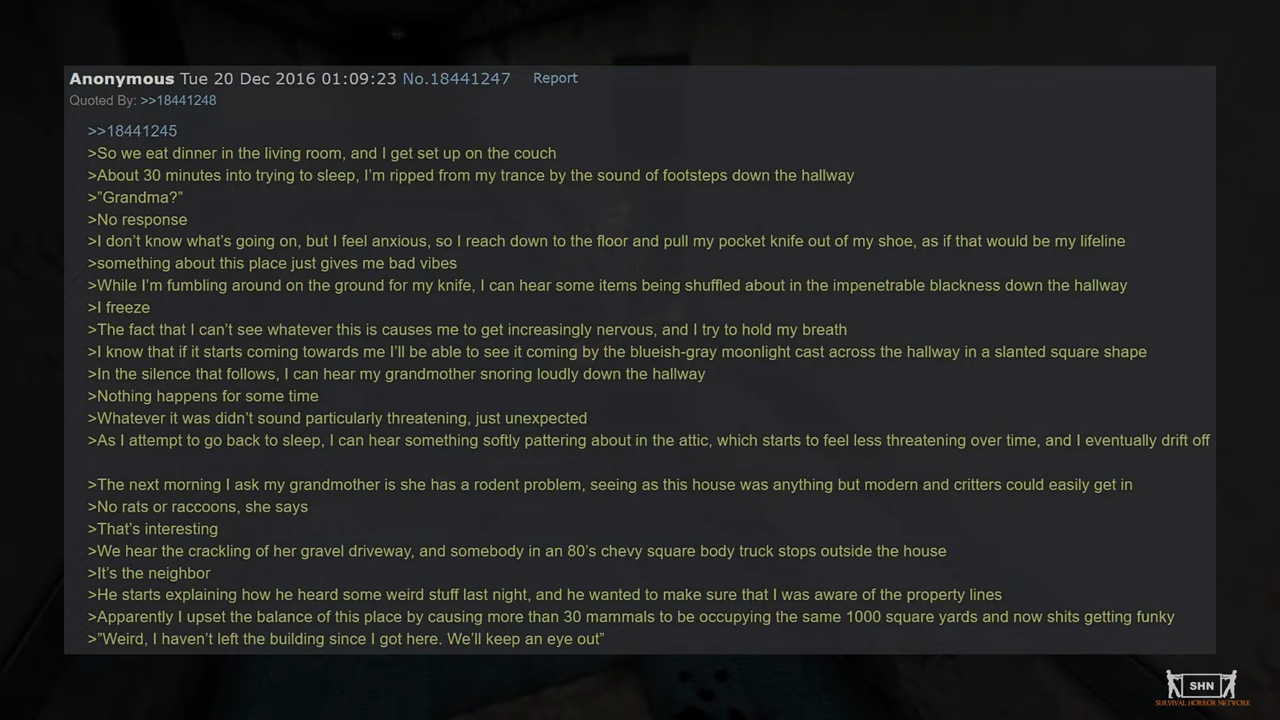 Anonymous Tue 20 Dec 2016 01:09:23 No.18441247 Report
Quoted By: >>18441248
>>18441245
>So we eat dinner in the living room, and I get set up on the couch
>About 30 minutes into trying to sleep, I’m ripped from my trance by the sound of footsteps down the hallway
>”Grandma?”
>No response
>I don’t know what’s going on, but I feel anxious, so I reach down to the floor and pull my pocket knife out of my shoe, as if that would be my lifeline
>something about this place just gives me bad vibes
>While I’m fumbling around on the ground for my knife, I can hear some items being shuffled about in the impenetrable blackness down the hallway
>I freeze
>The fact that I can’t see whatever this is causes me to get increasingly nervous, and I try to hold my breath
>I know that if it starts coming towards me I’ll be able to see it coming by the blueish-gray moonlight cast across the hallway in a slanted square shape
>In the silence that follows, I can hear my grandmother snoring loudly down the hallway
>Nothing happens for some time
>Whatever it was didn’t sound particularly threatening, just unexpected
>As I attempt to go back to sleep, I can hear something softly pattering about in the attic, which starts to feel less threatening over time, and I eventually drift off
>The next morning I ask my grandmother is she has a rodent problem, seeing as this house was anything but modern and critters could easily get in
>No rats or raccoons, she says
>That’s interesting
>We hear the crackling of her gravel driveway, and somebody in an 80’s chevy square body truck stops outside the house
>It’s the neighbor
>He starts explaining how he heard some weird stuff last night, and he wanted to make sure that I was aware of the property lines
>Apparently I upset the balance of this place by causing more than 30 mammals to be occupying the same 1000 square yards and now shits getting funky
>”Weird, I haven’t left the building since I got here. We’ll keep an eye out”
SHN
SURVIVAL HORROR NETWORK